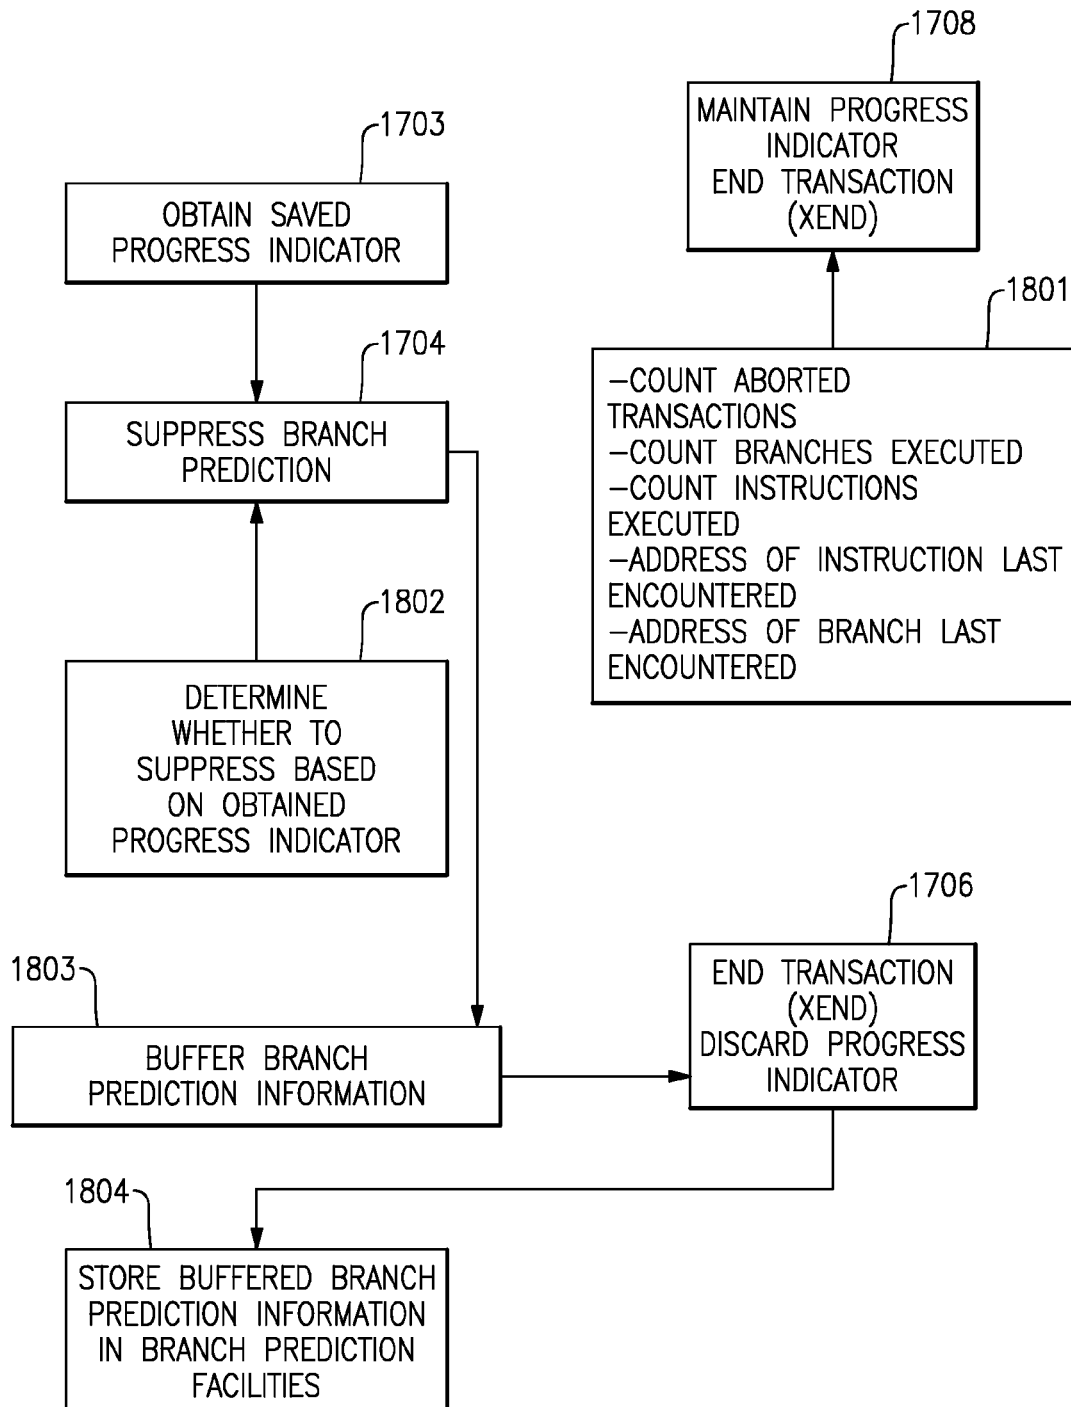 1708
MAINTAIN PROGRESS
INDICATOR
END TRANSACTION
(XEND)
1703
OBTAIN SAVED
PROGRESS INDICATOR
1801
-COUNT ABORTED
TRANSACTIONS
-COUNT BRANCHES EXECUTED
-COUNT INSTRUCTIONS
EXECUTED
-ADDRESS OF INSTRUCTION LAST
ENCOUNTERED
-ADDRESS OF BRANCH LAST
ENCOUNTERED
1704
SUPPRESS BRANCH
PREDICTION
1802
DETERMINE
WHETHER TO
SUPPRESS BASED
ON OBTAINED
PROGRESS INDICATOR
1803
BUFFER BRANCH
PREDICTION INFORMATION
1706
END TRANSACTION
(XEND)
DISCARD PROGRESS
INDICATOR
1804
STORE BUFFERED BRANCH
PREDICTION INFORMATION
IN BRANCH PREDICTION
FACILITIES